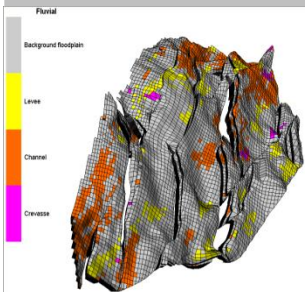 Fluvial
Background floodplain
Levee
Channel
Crevasse